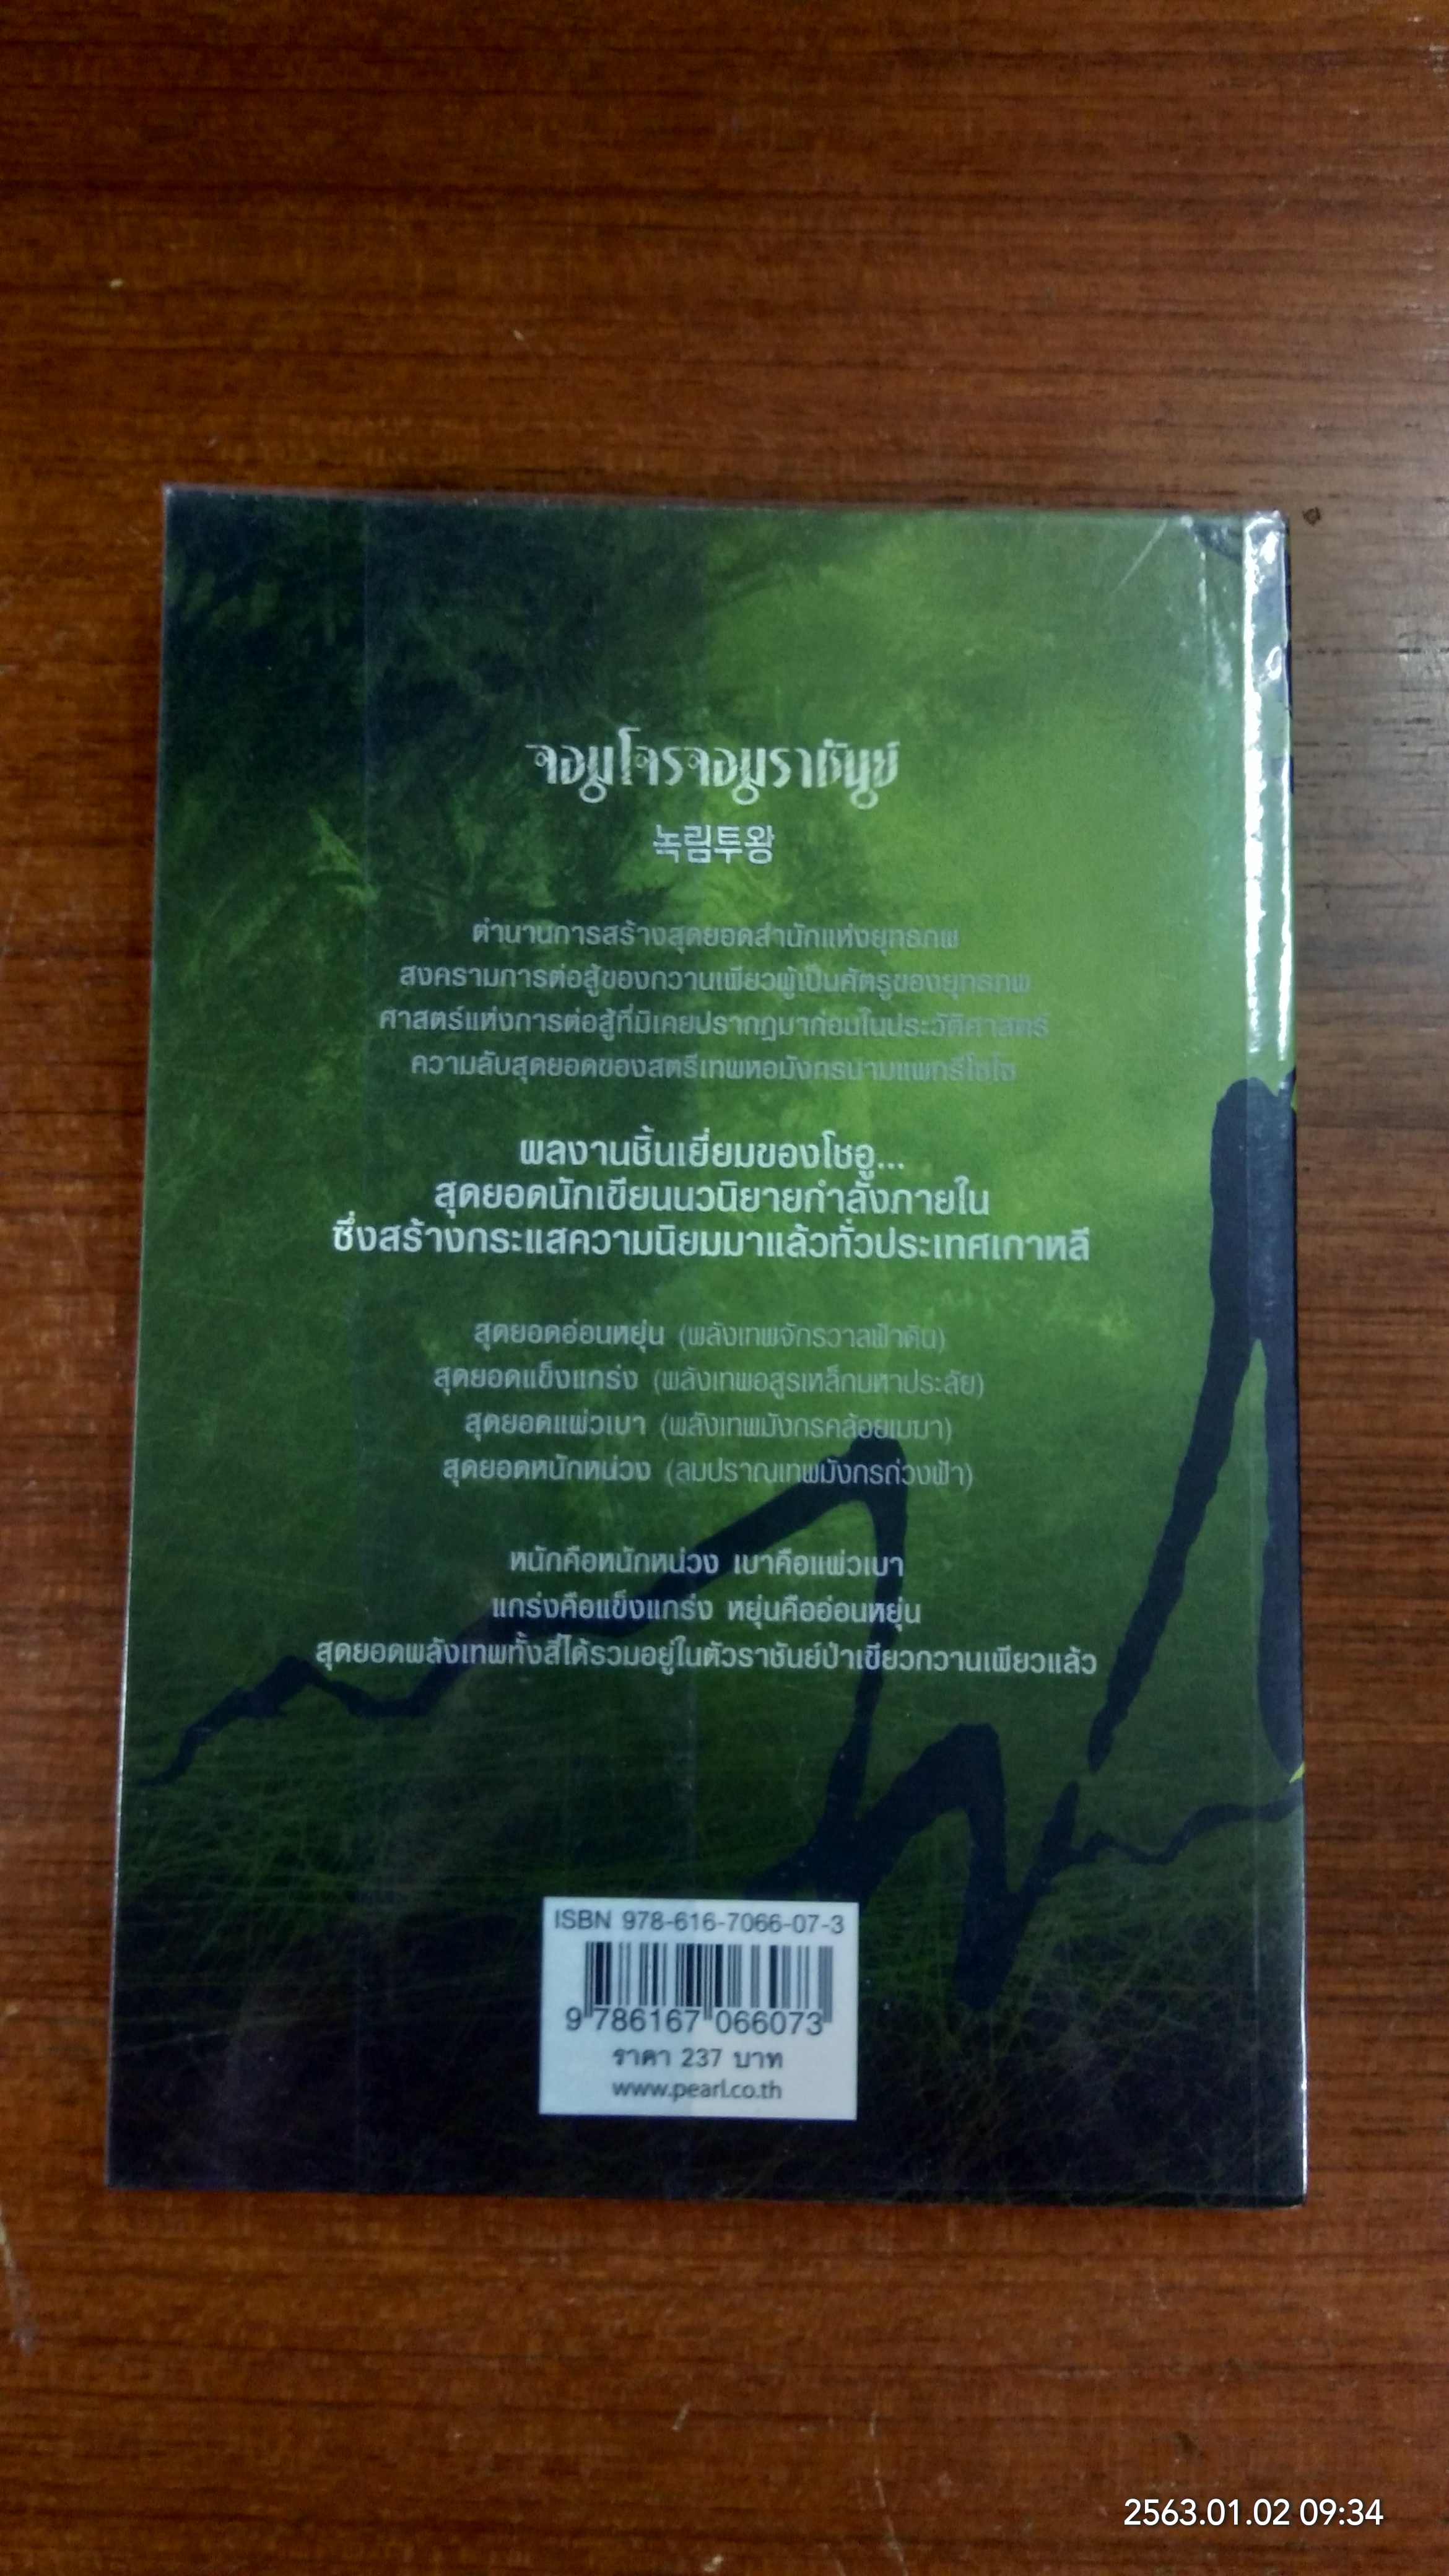 จอมโจรจอมราชันย์
녹림투왕
ตำนานการสร้างสุดยอดสำนักแห่งยุทธภพ
สงครามการต่อสู้ของกวานเพียวผู้เป็นศัตรูของยุทธภพ
ศาสตร์แห่งการต่อสู้ที่มิเคยปรากฏมาก่อนในประวัติศาสตร์
ความลับสุดยอดของสตรีเทพหอมังกรนามแพกรีโซโซ
ผลงานชิ้นเยี่ยมของโชอู...
สุดยอดนักเขียนนวนิยายกำลังภายใน
ซึ่งสร้างกระแสความนิยมมาแล้วทั่วประเทศเกาหลี
สุดยอดอ่อนหยุ่น (พลังเทพจักรวาลฟ้าดิน)
สุดยอดแข็งแกร่ง (พลังเทพอสูรเหล็กมหาประลัย)
สุดยอดแผ่วเบา (พลังเทพมังกรคล้อยเมฆา)
สุดยอดหนักหน่วง (ลมปราณเทพมังกรถ่วงฟ้า)
หนักคือหนักหน่วง เบาคือแผ่วเบา
แกร่งคือแข็งแกร่ง หยุ่นคืออ่อนหยุ่น
สุดยอดพลังเทพทั้งสี่ได้รวมอยู่ในตัวราชันย์ป่าเขียวกวานเพียวแล้ว
ISBN 978-616-7066-07-3
9 786167 066073
ราคา 237 บาท
www.pearl.co.th
2563.01.02 09:34